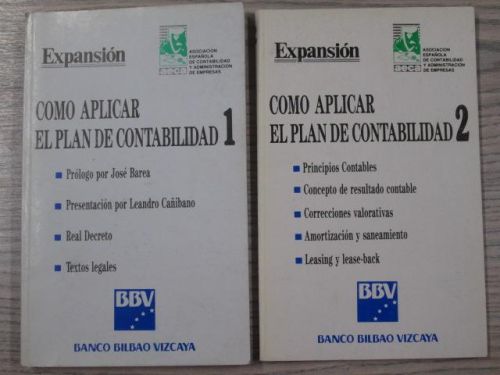 Expansión
aeca
ASOCIACIÓN
ESPAÑOLA
DE CONTABILIDAD
Y ADMINISTRACIÓN
DE EMPRESAS
COMO APLICAR
EL PLAN DE CONTABILIDAD 1
Prólogo por José Barea
Presentación por Leandro Cañibano
Real Decreto
Textos legales
BBV
BANCO BILBAO VIZCAYA
Expansión
aeca
ASOCIACIÓN
ESPAÑOLA
DE CONTABILIDAD
Y ADMINISTRACIÓN
DE EMPRESAS
COMO APLICAR
EL PLAN DE CONTABILIDAD 2
Principios Contables
Concepto de resultado contable
Correcciones valorativas
Amortización y saneamiento
Leasing y lease-back
BBV
BANCO BILBAO VIZCAYA